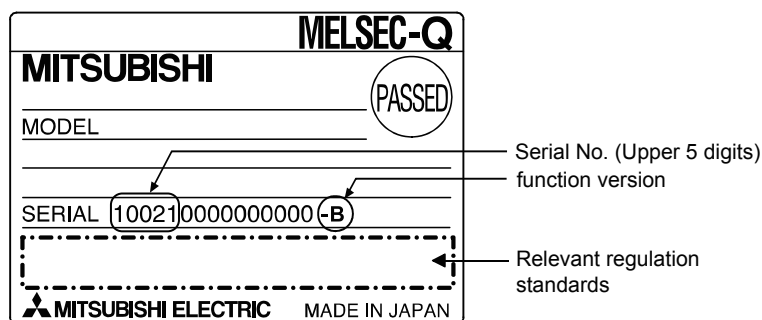 MELSEC-Q
MITSUBISHI
PASSED
MODEL
Serial No. (Upper 5 digits)
function version
SERIAL 100210000000000-B
Relevant regulation
standards
MITSUBISHI ELECTRIC MADE IN JAPAN